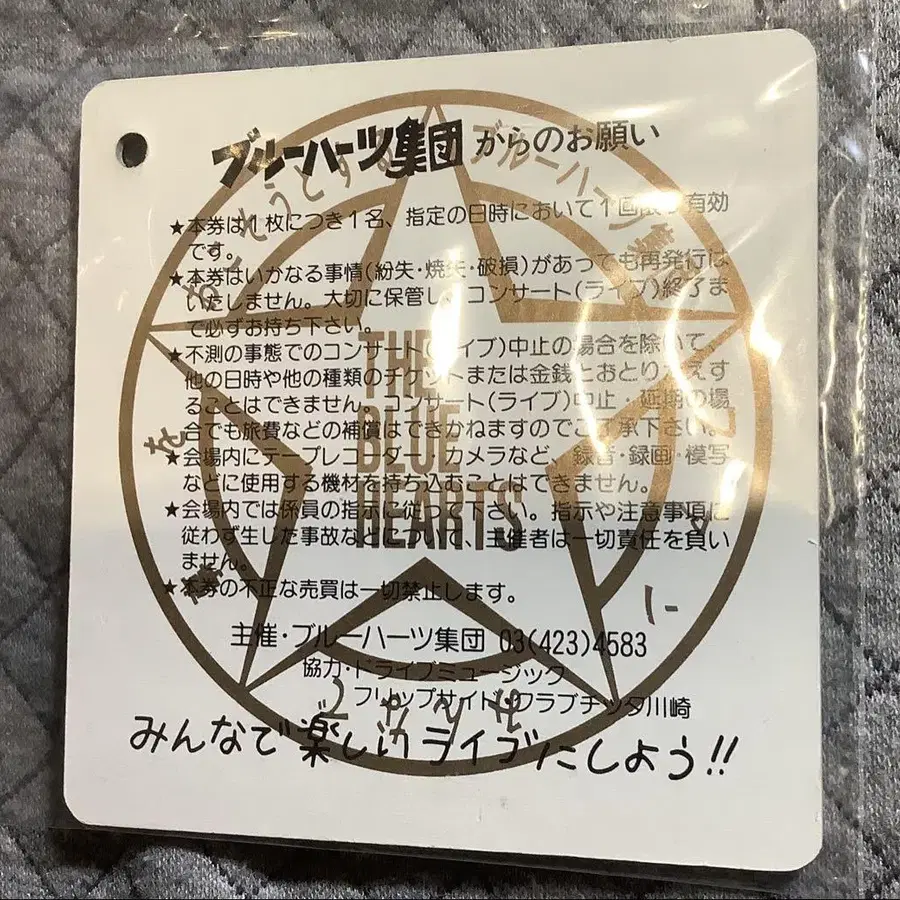 ブルーハーツ集団からのお願い
★本券は1枚につき1名、指定の日時において1回限り有効
です。
★本券はいかなる事情(紛失・焼失・破損)があっても再発行は
いたしません。大切に保管し、コンサート(ライブ)終了ま
で必ずお持ち下さい。
★不測の事態でのコンサート(ライブ)中止の場合を除いて、
他の日時や他の種類のチケットまたは金銭とおとりかえす
ることはできません。コンサート(ライブ)中止・延期の場
合でも旅費などの補償はできかねますのでご了承下さい。
★会場内にテープレコーダー、カメラなど、録音・録画・模写
などに使用する機材を持ち込むことはできません。
★会場内では係員の指示に従って下さい。指示や注意事項に
従わず生じた事故などについて、主催者は一切責任を負い
ません。
★本券の不正な売買は一切禁止します。
主催・ブルーハーツ集団 03(423)4583
協力・ドライブミュージック
フリップサイド・クラブチッタ川崎
みんなで楽しいライブにしよう!!
THE
BLUE
HEARTS